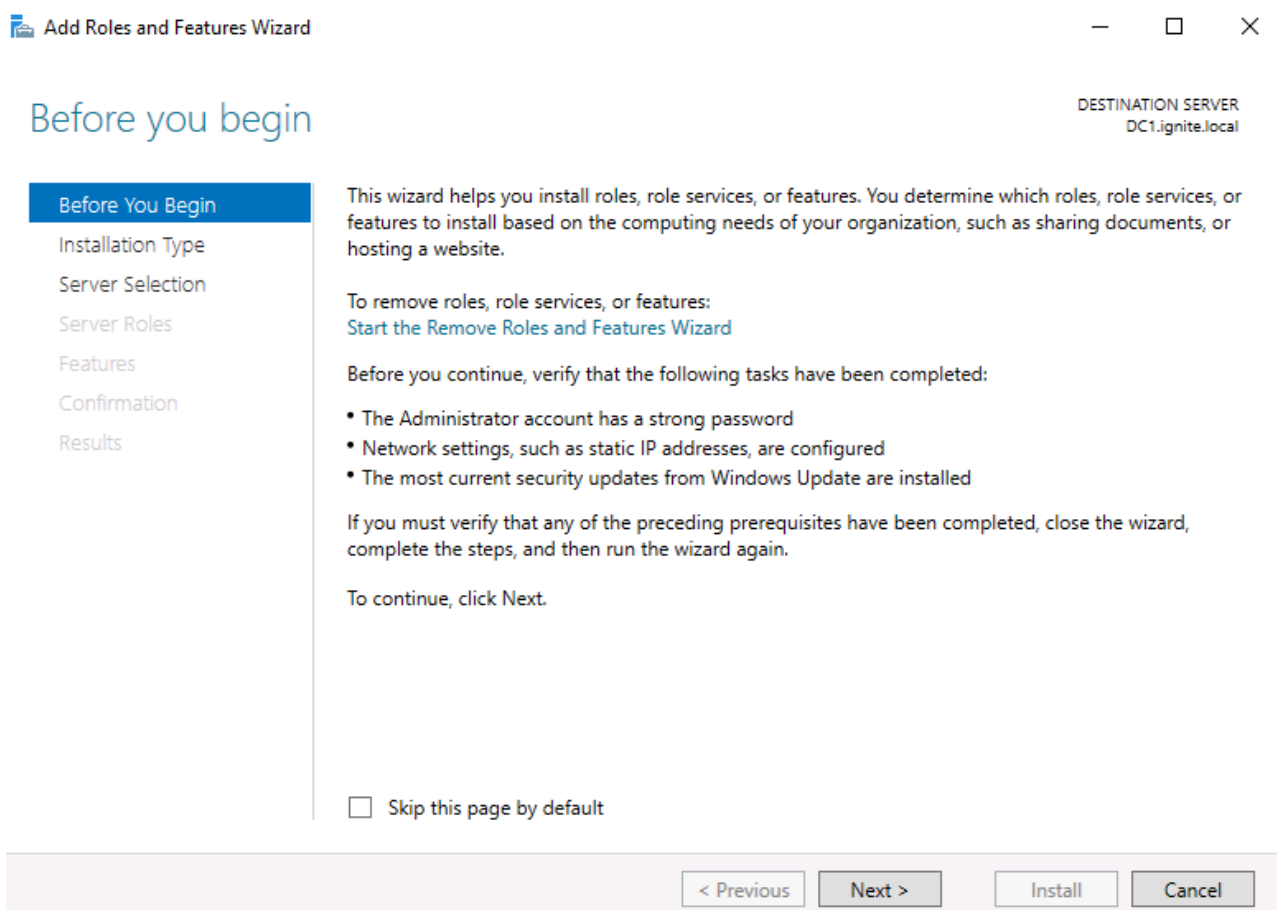 Add Roles and Features Wizard
Before you begin
DESTINATION SERVER
DC1.ignite.local
Before You Begin
Installation Type
Server Selection
Server Roles
Features
Confirmation
Results
This wizard helps you install roles, role services, or features. You determine which roles, role services, or
features to install based on the computing needs of your organization, such as sharing documents, or
hosting a website.
To remove roles, role services, or features:
Start the Remove Roles and Features Wizard
Before you continue, verify that the following tasks have been completed:
• The Administrator account has a strong password
• Network settings, such as static IP addresses, are configured
• The most current security updates from Windows Update are installed
If you must verify that any of the preceding prerequisites have been completed, close the wizard,
complete the steps, and then run the wizard again.
To continue, click Next.
Skip this page by default
< Previous
Next >
Install
Cancel